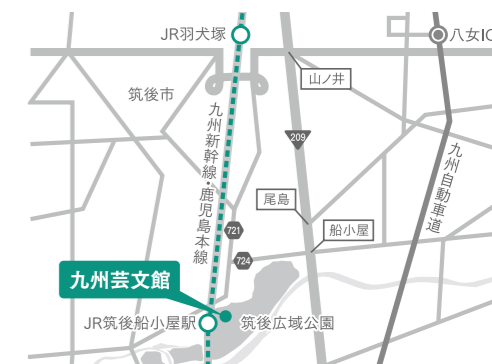 JR羽犬塚
八女IC
山ノ井
筑後市
九州新幹線・鹿児島本線
209
九州自動車道
尾島
船小屋
721
724
九州芸文館
JR筑後船小屋駅
筑後広域公園